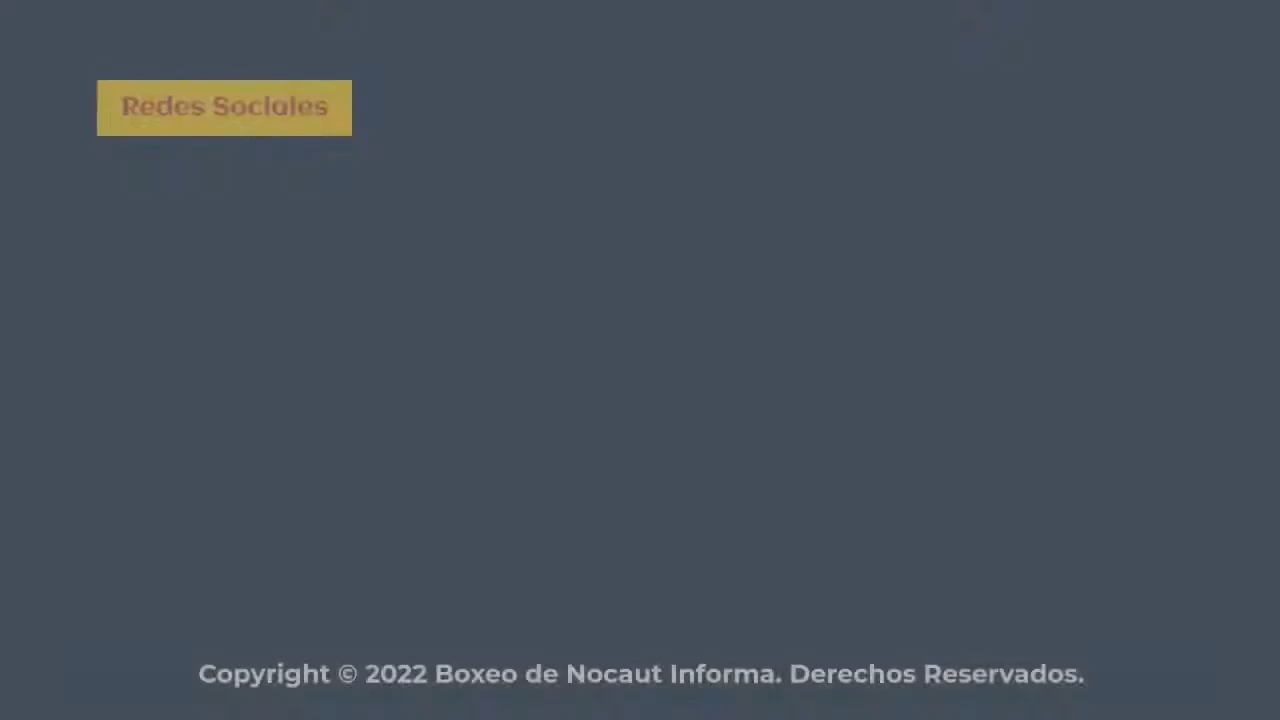 Redes Sociales
Copyright © 2022 Boxeo de Nocaut Informa. Derechos Reservados.